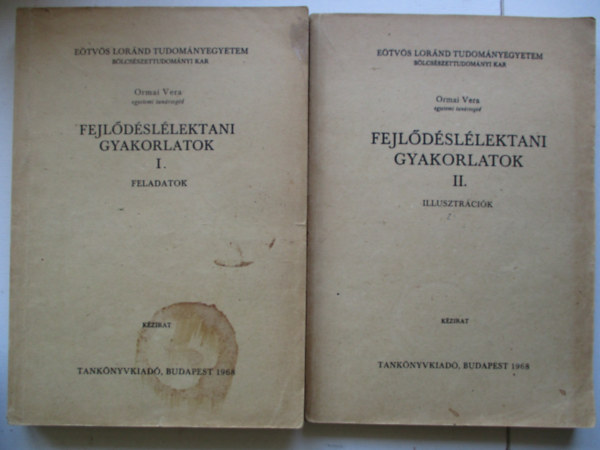 EÖTVÖS LORÁND TUDOMÁNYEGYETEM
BÖLCSÉSZETTUDOMÁNYI KAR
Ormai Vera
egyetemi tanársegéd
FEJLŐDÉSLÉLEKTANI
GYAKORLATOK
I.
FELADATOK
KÉZIRAT
TANKÖNYVKIADÓ, BUDAPEST 1968
EÖTVÖS LORÁND TUDOMÁNYEGYETEM
BÖLCSÉSZETTUDOMÁNYI KAR
Ormai Vera
egyetemi tanársegéd
FEJLŐDÉSLÉLEKTANI
GYAKORLATOK
II.
ILLUSZTRÁCIÓK
KÉZIRAT
TANKÖNYVKIADÓ, BUDAPEST 1968